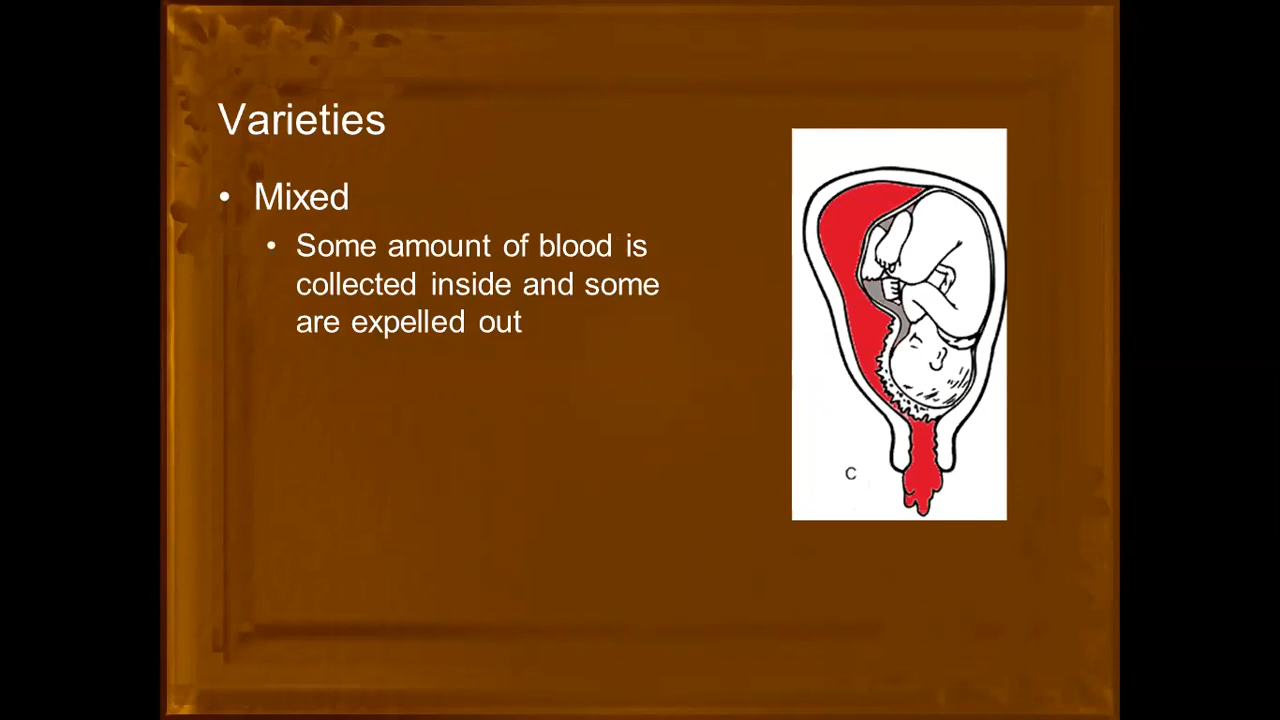 Varieties
• Mixed
• Some amount of blood is
collected inside and some
are expelled out
C